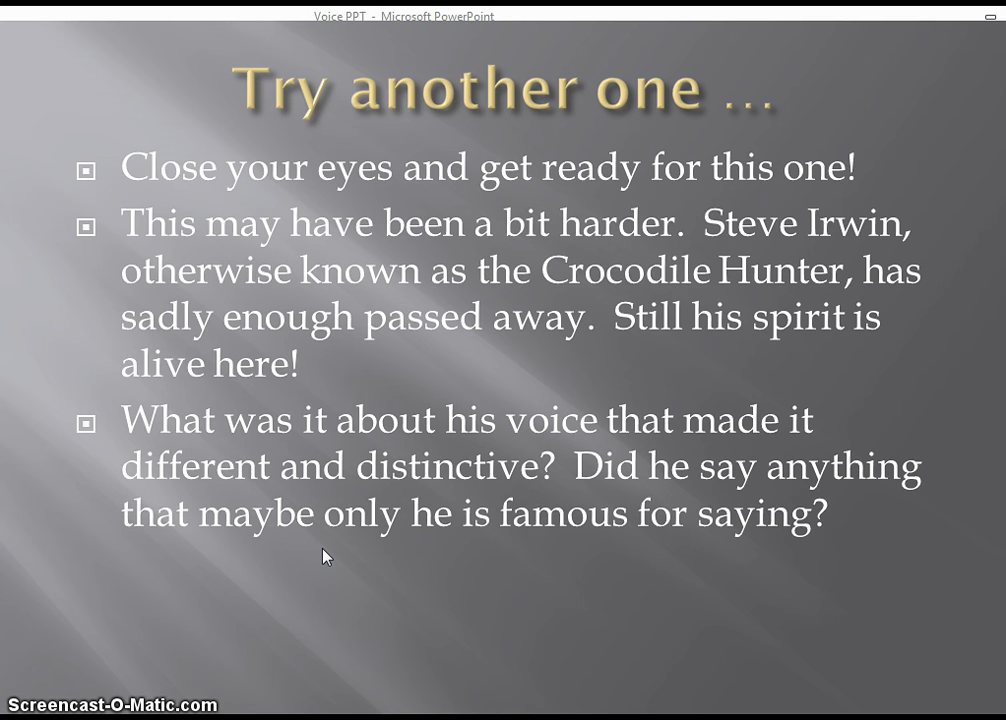 Voice PPT - Microsoft PowerPoint
Try another one ...
Close your eyes and get ready for this one!
This may have been a bit harder. Steve Irwin,
otherwise known as the Crocodile Hunter, has
sadly enough passed away. Still his spirit is
alive here!
What was it about his voice that made it
different and distinctive? Did he say anything
that maybe only he is famous for saying?
Screencast-O-Matic.com